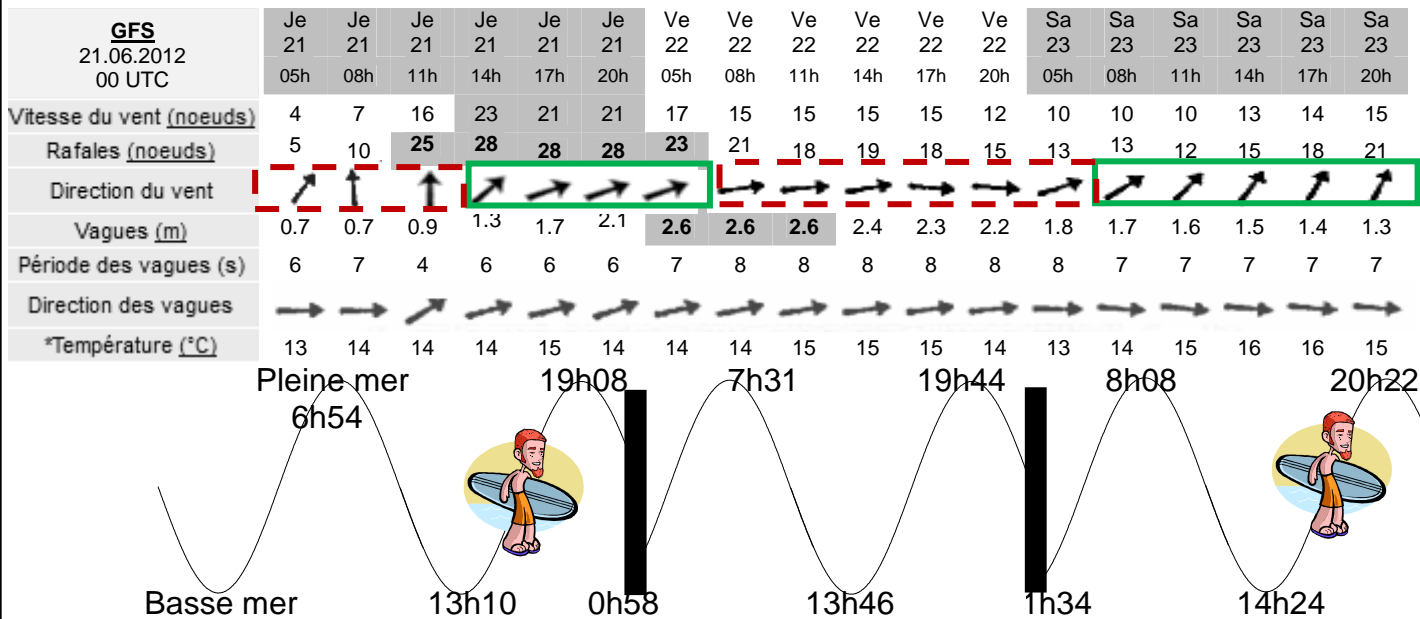 GFS
21.06.2012
00 UTC
Je Je Je Je Je Je Ve Ve Ve Ve Ve Ve Sa Sa Sa Sa Sa Sa
21 21 21 21 21 21 22 22 22 22 22 22 23 23 23 23 23 23
05h 08h 11h 14h 17h 20h 05h 08h 11h 14h 17h 20h 05h 08h 11h 14h 17h 20h
Vitesse du vent (noeuds) 4 7 16 23 21 21 17 15 15 15 15 12 10 10 10 13 14 15
Rafales (noeuds) 5 10 25 28 28 28 23 21 18 19 18 15 13 13 12 15 18 21
Direction du vent
Vagues (m) 0.7 0.7 0.9 1.3 1.7 2.1 2.6 2.6 2.6 2.4 2.3 2.2 1.8 1.7 1.6 1.5 1.4 1.3
Période des vagues (s) 6 7 4 6 6 6 7 8 8 8 8 8 8 7 7 7 7 7
Direction des vagues
*Température (°C) 13 14 14 14 15 14 14 14 15 15 15 14 13 14 15 16 16 15
Pleine mer 19h08 7h31 19h44 8h08 20h22
6h54
Basse mer 13h10 0h58 13h46 1h34 14h24